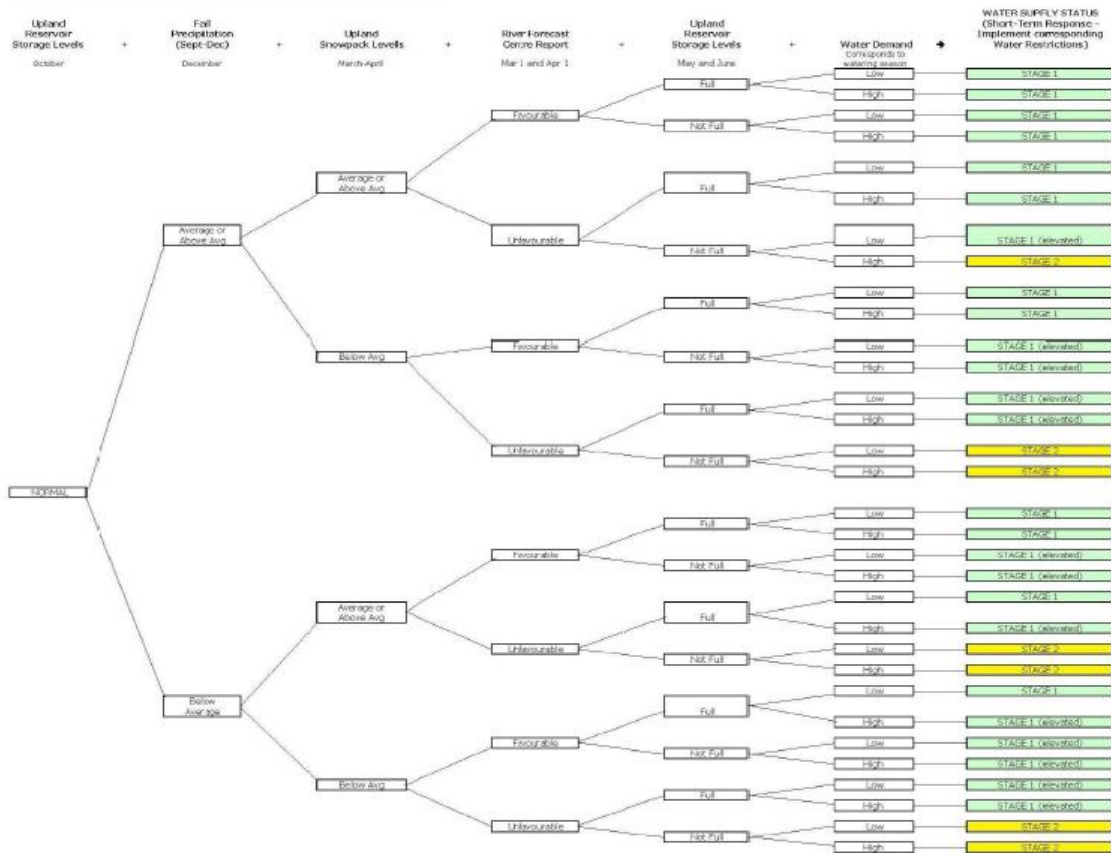 Upland
Reservoir
Storage Levels
October
+
Fall
Precipitation
(Sept-Dec)
December
+
Upland
Snowpack Levels
March-April
+
River Forecast
Centre Report
Mar 1 and Apr 1
+
Upland
Reservoir
Storage Levels
May and June
+
Water Demand
Corresponds to
watering season
→
WATER SUPPLY STATUS
(Short-Term Response -
Implement corresponding
Water Restrictions)
Low
STAGE 1
Full
High
STAGE 1
Favourable
Low
STAGE 1
Not Full
High
STAGE 1
Average or
Above Avg
Low
STAGE 1
Full
High
STAGE 1
Average or
Above Avg
Unfavourable
Low
STAGE 1 (elevated)
Not Full
High
STAGE 2
Low
STAGE 1
Full
High
STAGE 1
Favourable
Low
STAGE 1 (elevated)
Below Avg
Not Full
High
STAGE 1 (elevated)
Low
STAGE 1 (elevated)
Full
High
STAGE 1 (elevated)
Unfavourable
Low
STAGE 2
Not Full
High
STAGE 2
NORMAL
Low
STAGE 1
Full
High
STAGE 1
Favourable
Low
STAGE 1 (elevated)
Not Full
High
STAGE 1 (elevated)
Average or
Above Avg
Low
STAGE 1
Full
High
STAGE 1 (elevated)
Unfavourable
Low
STAGE 2
Not Full
High
STAGE 2
Below
Average
Low
STAGE 1
Full
High
STAGE 1 (elevated)
Favourable
Low
STAGE 1 (elevated)
Not Full
High
STAGE 1 (elevated)
Below Avg
Low
STAGE 1 (elevated)
Full
High
STAGE 1 (elevated)
Unfavourable
Low
STAGE 2
Not Full
High
STAGE 2